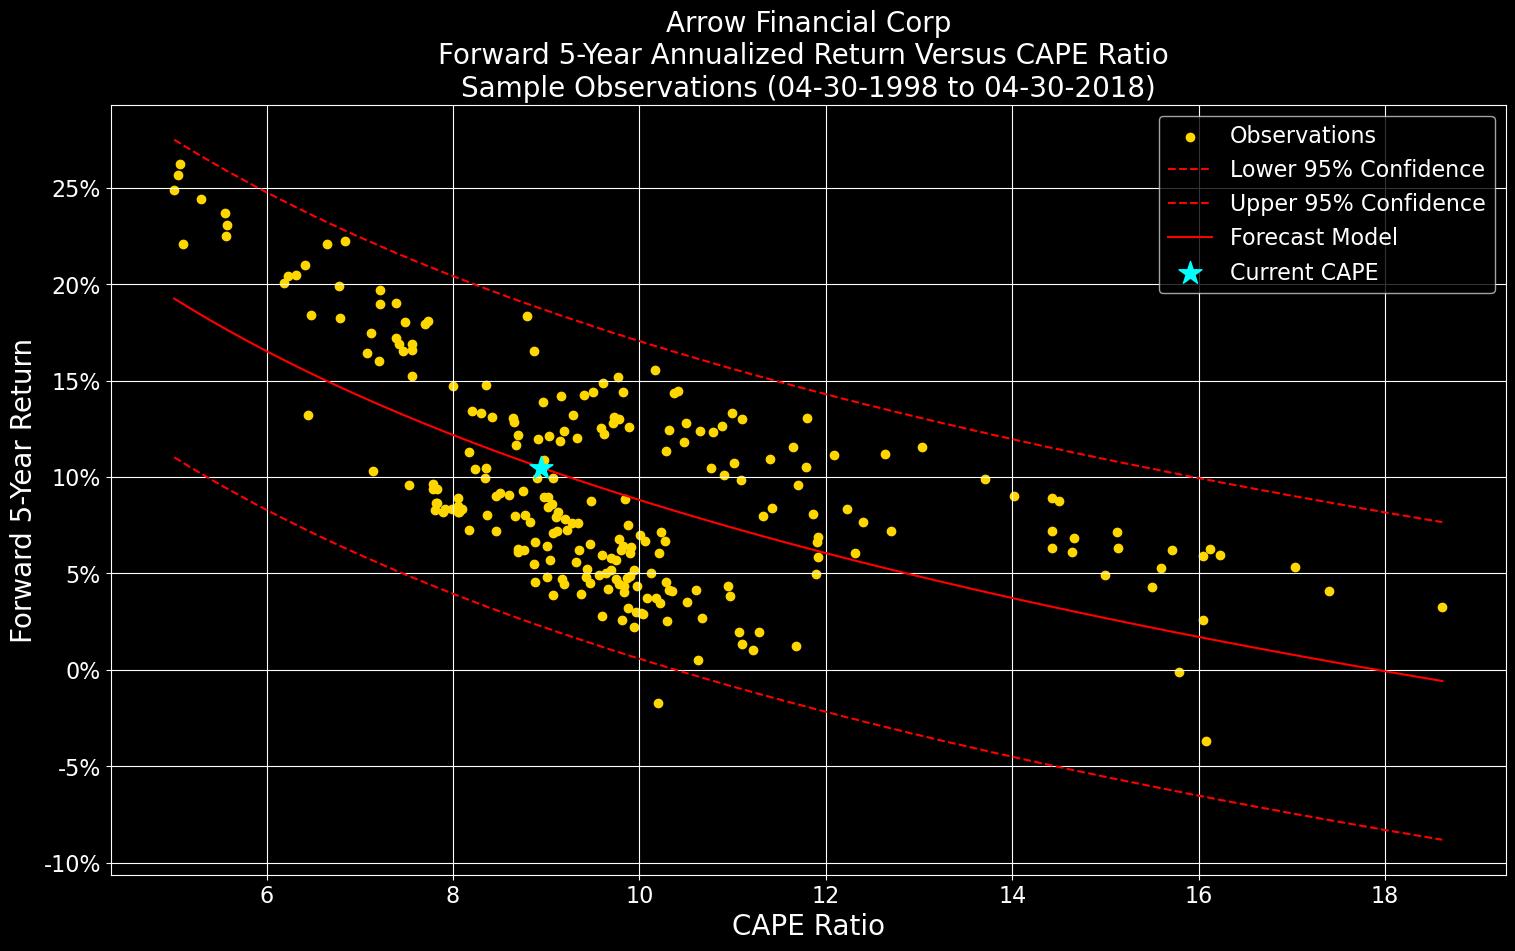 Arrow Financial Corp
Forward 5-Year Annualized Return Versus CAPE Ratio
Sample Observations (04-30-1998 to 04-30-2018)
Observations
Lower 95% Confidence
Upper 95% Confidence
Forecast Model
Current CAPE
Forward 5-Year Return
25%
20%
15%
10%
5%
0%
-5%
-10%
6 8 10 12 14 16 18
CAPE Ratio